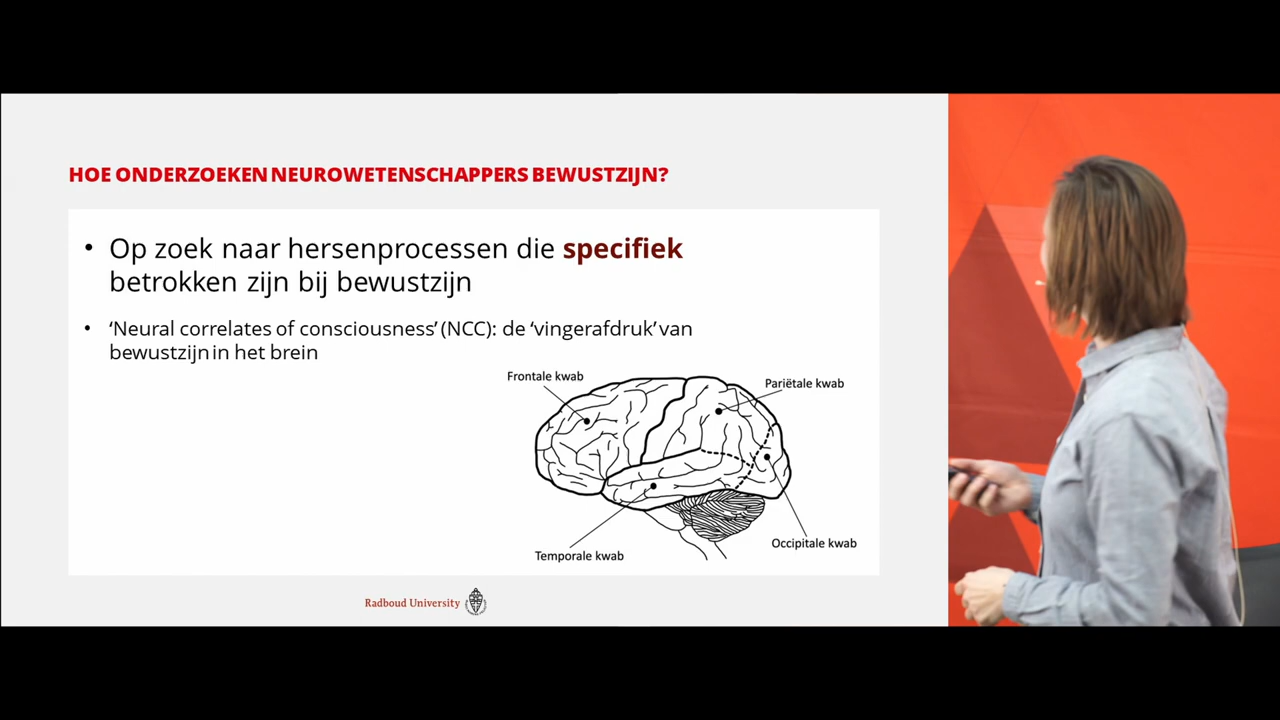 HOE ONDERZOEKEN NEUROWETENSCHAPPERS BEWUSTZIJN?
• Op zoek naar hersenprocessen die specifiek
betrokken zijn bij bewustzijn
• ‘Neural correlates of consciousness’ (NCC): de ‘vingerafdruk’ van
bewustzijn in het brein
Frontale kwab
Pariëtale kwab
Temporale kwab
Occipitale kwab
Radboud University